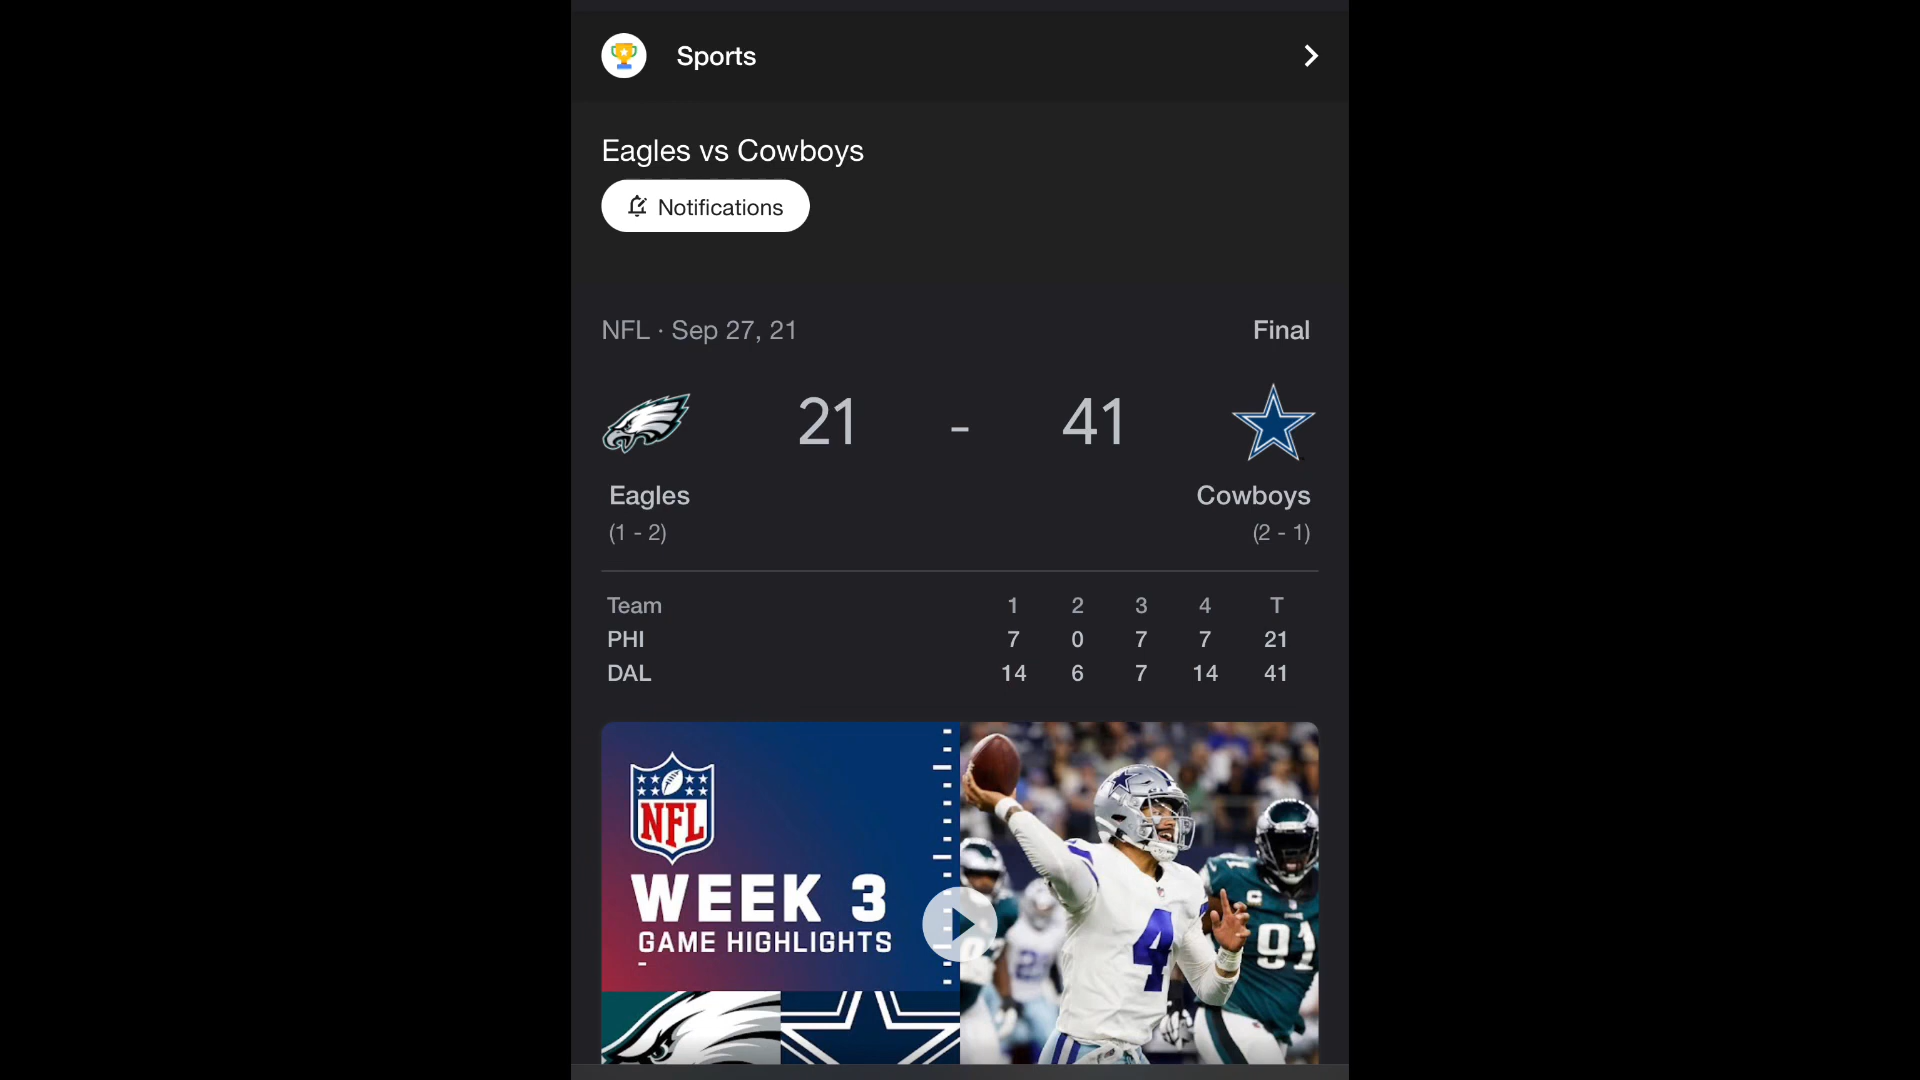 Sports
Eagles vs Cowboys
Notifications
NFL · Sep 27, 21 Final
21 - 41
Eagles Cowboys
(1 - 2) (2 - 1)
Team 1 2 3 4 T
PHI 7 0 7 7 21
DAL 14 6 7 14 41
NFL
WEEK 3
GAME HIGHLIGHTS
-
4
91